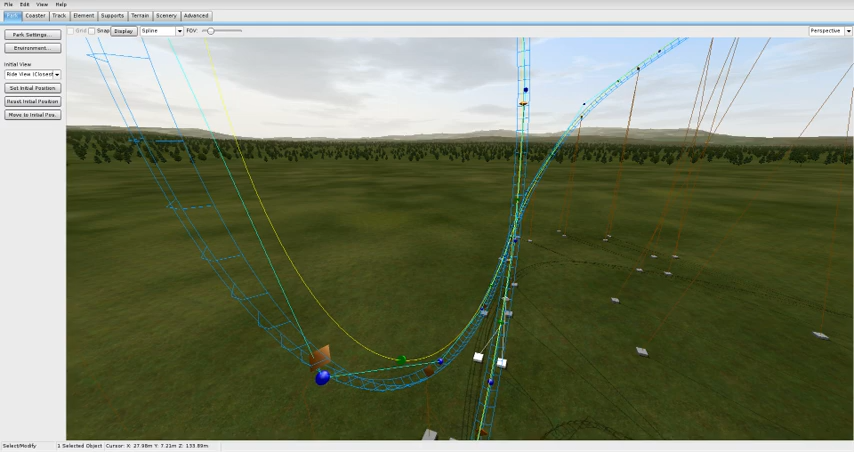 File Edit View Help
Park Coaster Track Element Supports Terrain Scenery Advanced
Grid Snap Display Spline FOV: Perspective
Park Settings...
Environment...
Initial View
Ride View (Closest
Set Initial Position
Reset Initial Position
Move to Initial Pos...
Select/Modify 1 Selected Object Cursor: X: 27.98m Y: 7.21m Z: 133.89m